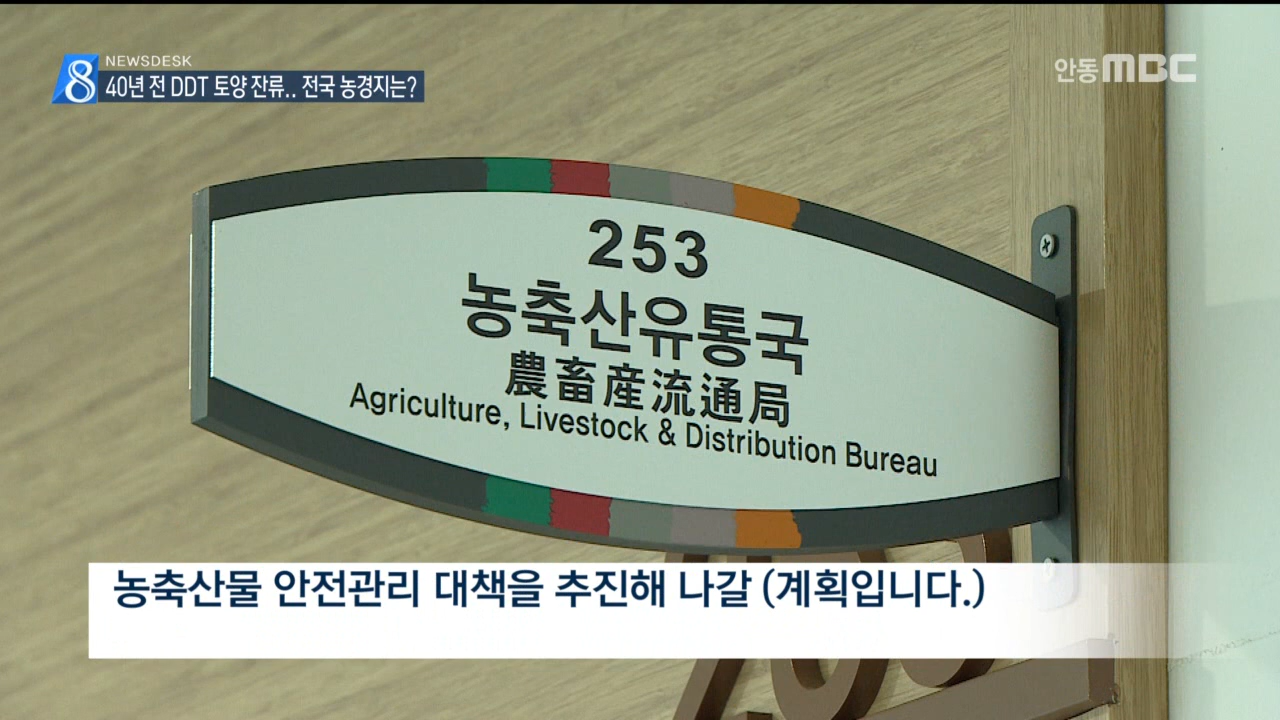 NEWSDESK
8 40년 전 DDT 토양 잔류.. 전국 농경지는?
안동MBC
253
농축산유통국
農畜産流通局
Agriculture, Livestock & Distribution Bureau
농축산물 안전관리 대책을 추진해 나갈 (계획입니다.)